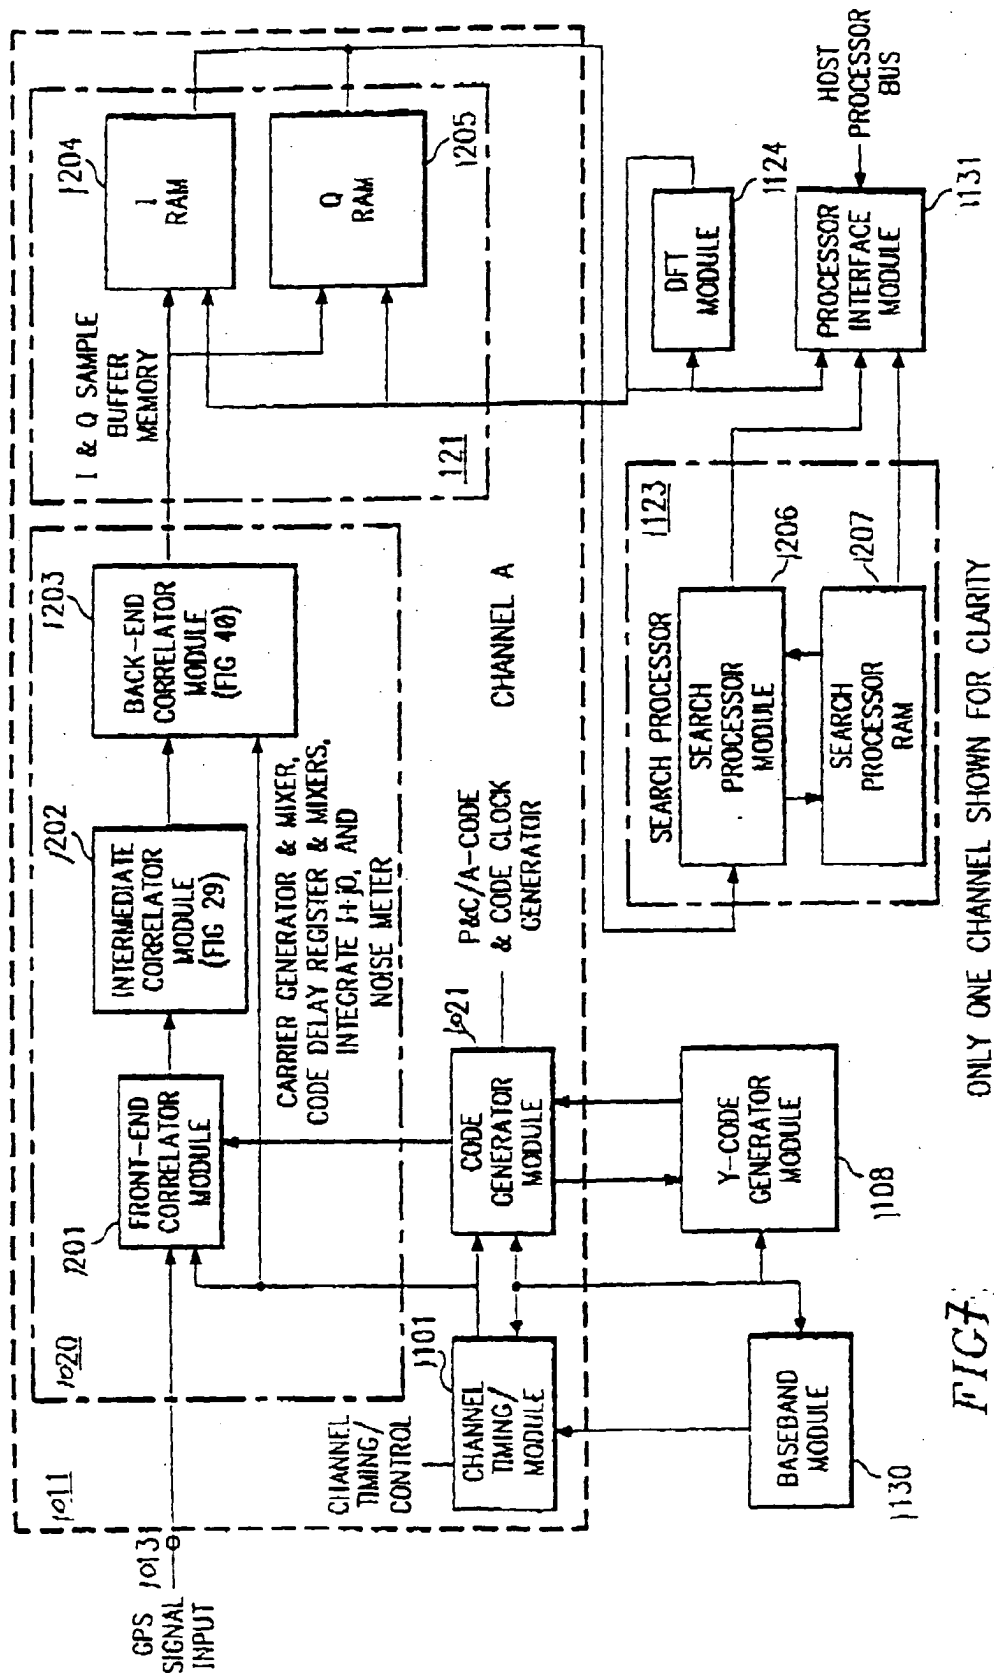 GPS
SIGNAL
INPUT
1013
1011
1020
1201
FRONT-END
CORRELATOR
MODULE
1202
INTERMEDIATE
CORRELATOR
MODULE
(FIG 29)
1203
BACK-END
CORRELATOR
MODULE
(FIG 40)
CARRIER GENERATOR & MIXER,
CODE DELAY REGISTER & MIXERS,
INTEGRATE I+jQ, AND
NOISE METER
I & Q SAMPLE
BUFFER
MEMORY
121
1204
I
RAM
Q
RAM
1205
CHANNEL
TIMING/
CONTROL
1101
CHANNEL
TIMING/
MODULE
1021
CODE
GENERATOR
MODULE
P&C/A-CODE
& CODE CLOCK
GENERATOR
CHANNEL A
BASEBAND
MODULE
1130
Y-CODE
GENERATOR
MODULE
1108
SEARCH PROCESSOR
1123
SEARCH
PROCESSOR
MODULE
1206
SEARCH
PROCESSOR
RAM
1207
DFT
MODULE
1124
PROCESSOR
INTERFACE
MODULE
1131
HOST
PROCESSOR
BUS
FIG 7
ONLY ONE CHANNEL SHOWN FOR CLARITY